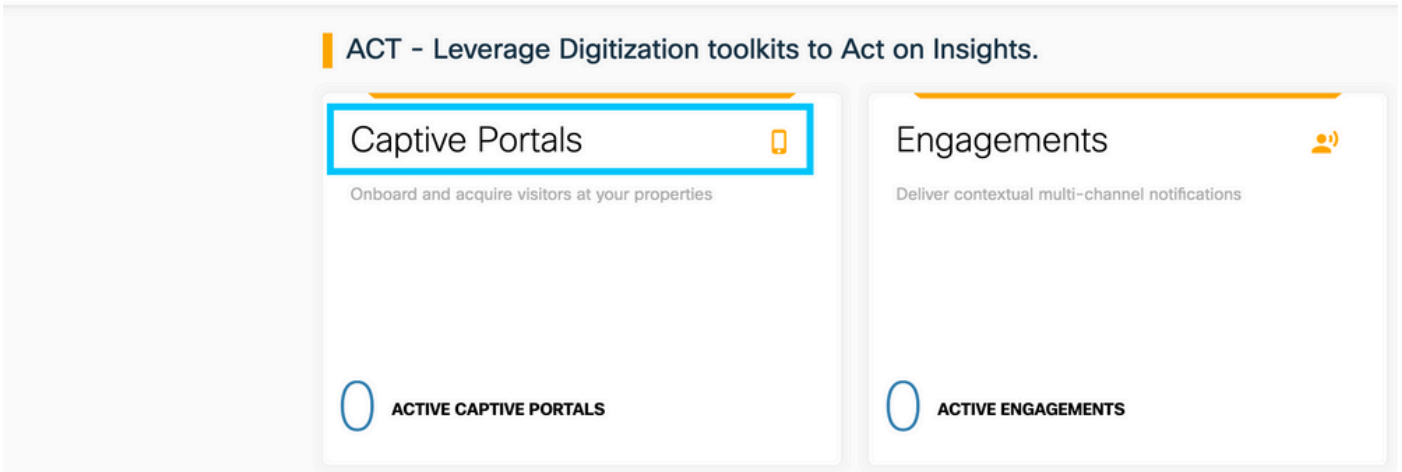 ACT - Leverage Digitization toolkits to Act on Insights.
Captive Portals
Onboard and acquire visitors at your properties
0 ACTIVE CAPTIVE PORTALS
Engagements
Deliver contextual multi-channel notifications
0 ACTIVE ENGAGEMENTS